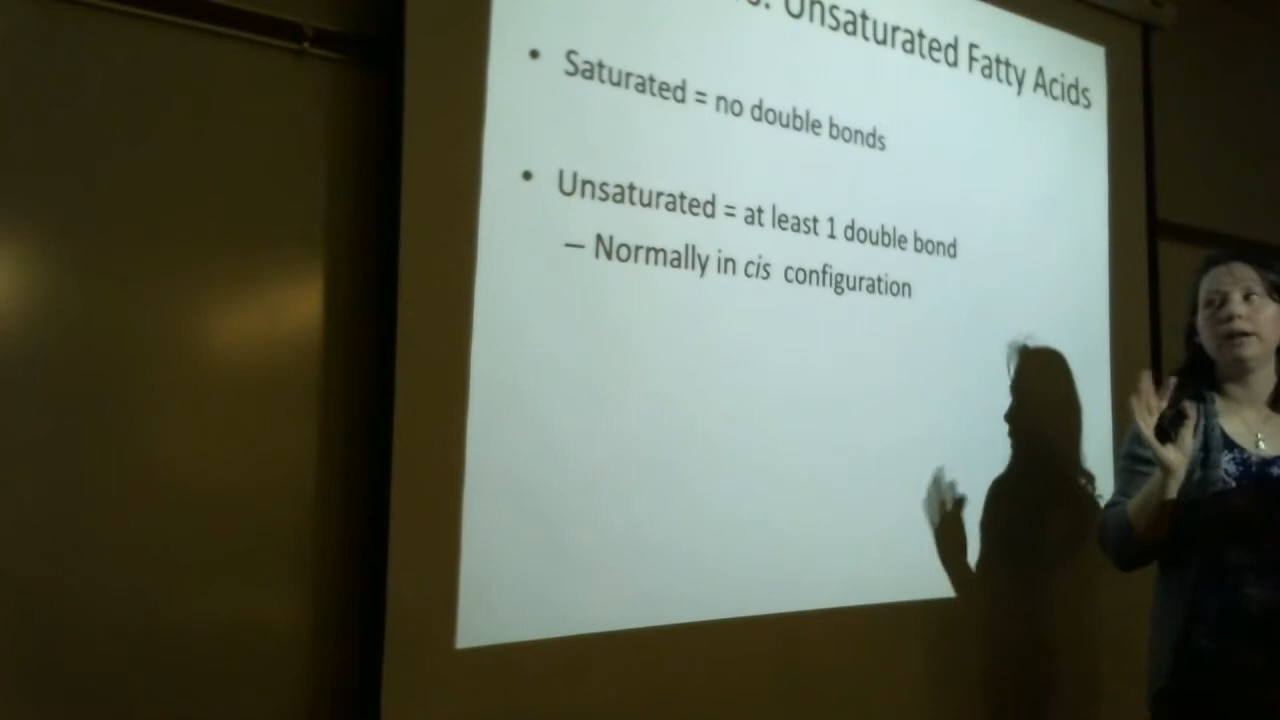 Unsaturated Fatty Acids
• Saturated = no double bonds
• Unsaturated = at least 1 double bond
– Normally in cis configuration